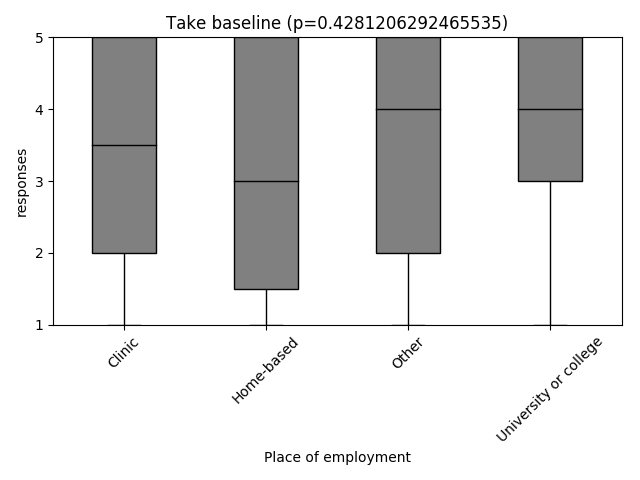 Take baseline (p=0.4281206292465535)
5
4
3
2
1
responses
Clinic
Home-based
Other
University or college
Place of employment